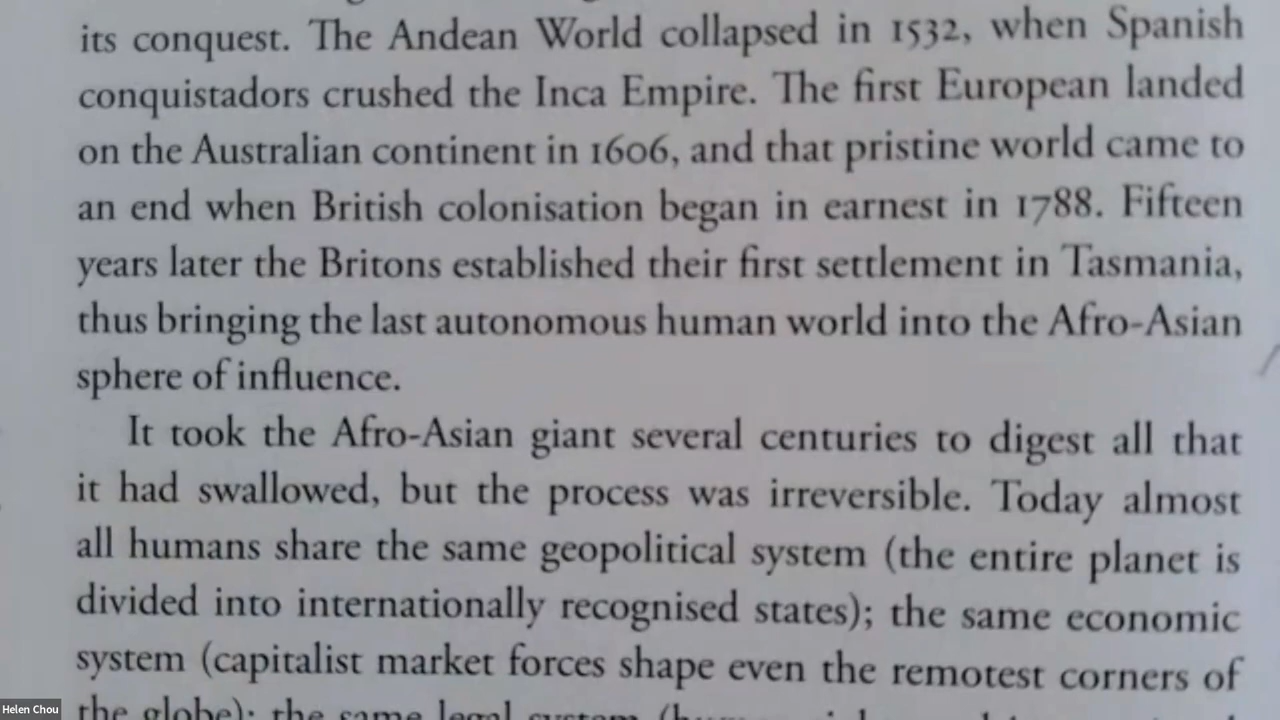 its conquest. The Andean World collapsed in 1532, when Spanish
conquistadors crushed the Inca Empire. The first European landed
on the Australian continent in 1606, and that pristine world came to
an end when British colonisation began in earnest in 1788. Fifteen
years later the Britons established their first settlement in Tasmania,
thus bringing the last autonomous human world into the Afro-Asian
sphere of influence.
It took the Afro-Asian giant several centuries to digest all that
it had swallowed, but the process was irreversible. Today almost
all humans share the same geopolitical system (the entire planet is
divided into internationally recognised states); the same economic
system (capitalist market forces shape even the remotest corners of
the globe); the same legal system
Helen Chou